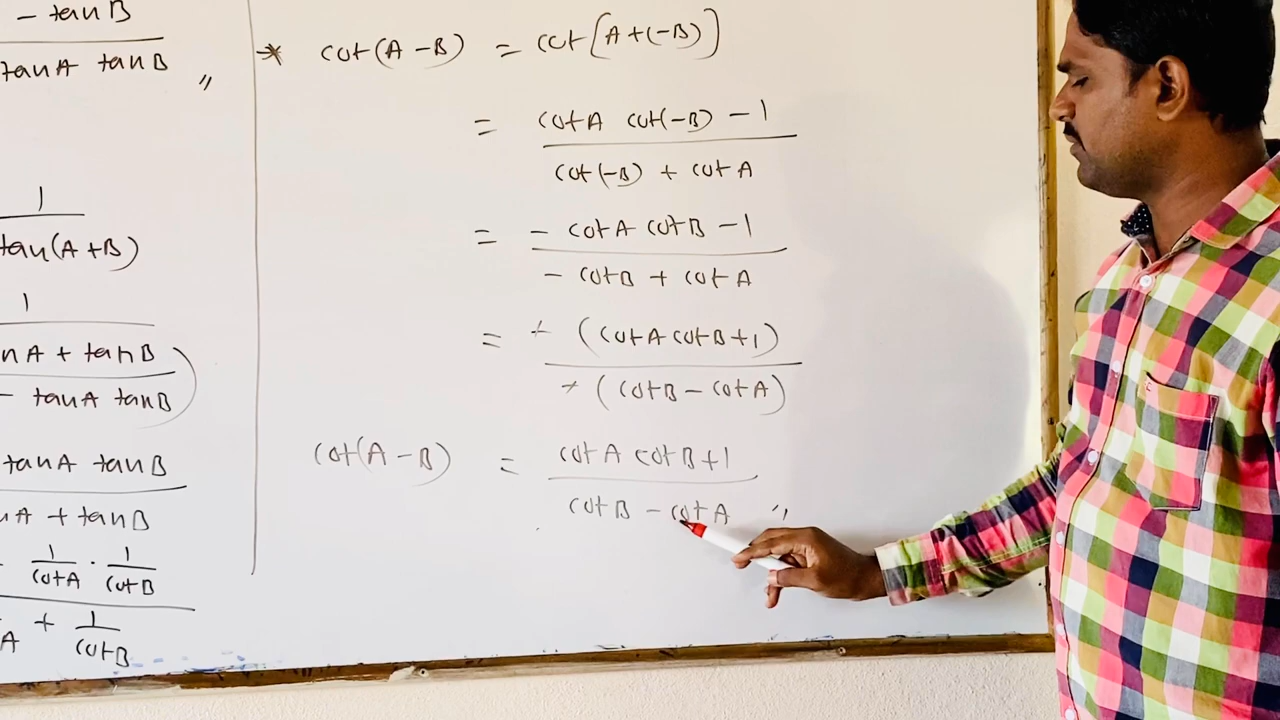 - tanB
tanA tanB "
1
tan(A+B)
1
nA + tanB
- tanA tanB
tanA tanB
nA + tanB
1/cotA · 1/cotB
A + 1/cotB
* cot(A-B) = cot[A+(-B)]
= cotA cot(-B) - 1
cot(-B) + cotA
= - cotA cotB - 1
- cotB + cotA
= + (cotA cotB+1)
+ (cotB - cotA)
cot(A-B) = cotA cotB+1
cotB - cotA "